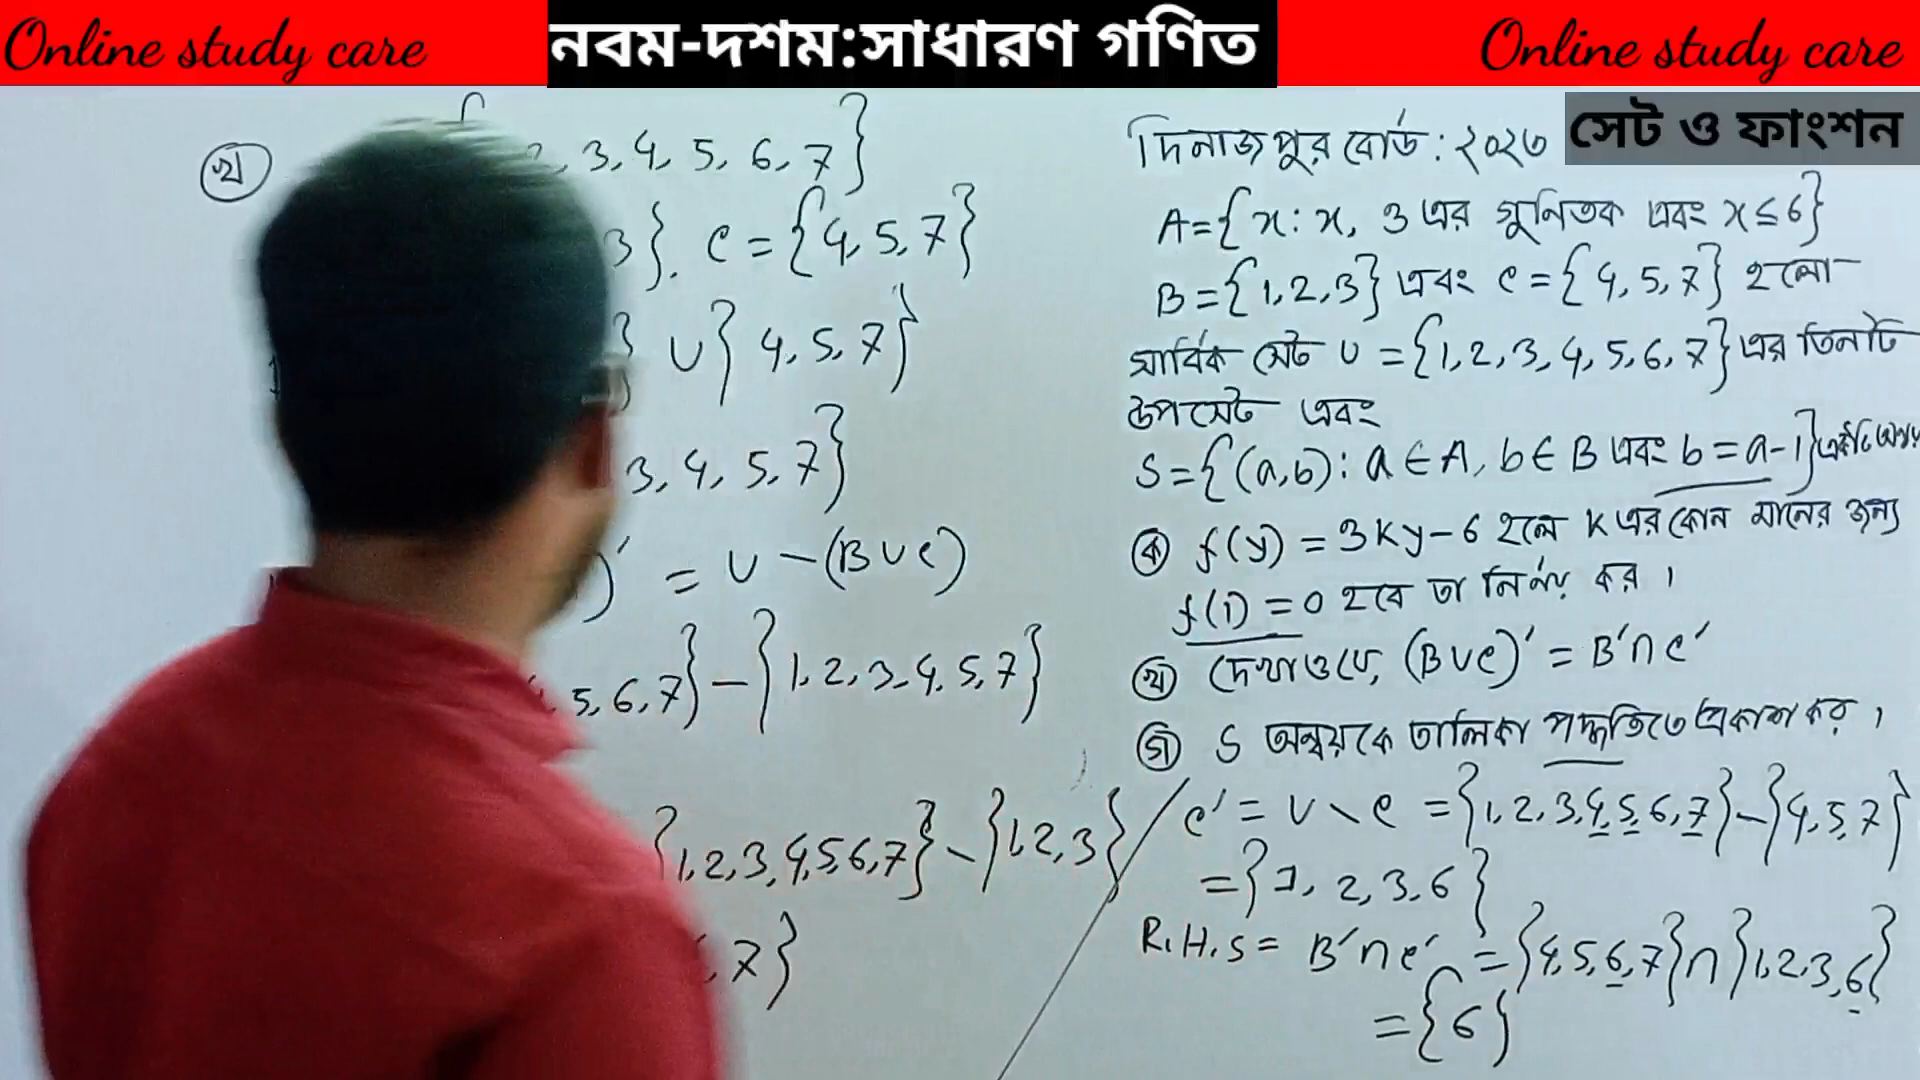 Online study care
নবম-দশম:সাধারণ গণিত
Online study care
সেট ও ফাংশন
খ
2, 3, 4, 5, 6, 7}
3}. C = {4, 5, 7}
} ∪ { 4, 5, 7}
3, 4, 5, 7}
)′ = U − (B ∪ C)
5, 6, 7} − {1, 2, 3, 4, 5, 7}
{1, 2, 3, 4, 5, 6, 7} − {1, 2, 3}
, 7}
দিনাজপুর বোর্ড : ২০২৩
A = { x : x, 3 এর গুনিতক এবং x ≤ 6}
B = {1, 2, 3} এবং C = {4, 5, 7} হলো
সার্বিক সেট U = {1, 2, 3, 4, 5, 6, 7} এর তিনটি
উপসেট এবং
S = {(a, b) : a ∈ A, b ∈ B এবং b = a-1} একটি অন্বয়
ক f(y) = 3Ky − 6 হলে K এর কোন মানের জন্য
f(1) = 0 হবে তা নির্ণয় কর ।
খ দেখাও যে, (B ∪ C)′ = B′ ∩ C′
গ S অন্বয়কে তালিকা পদ্ধতিতে প্রকাশ কর ।
C′ = U \ C = {1, 2, 3, 4, 5, 6, 7} − {4, 5, 7}
= {1, 2, 3, 6}
R.H.S = B′ ∩ C′ = {4, 5, 6, 7} ∩ {1, 2, 3, 6}
= {6}